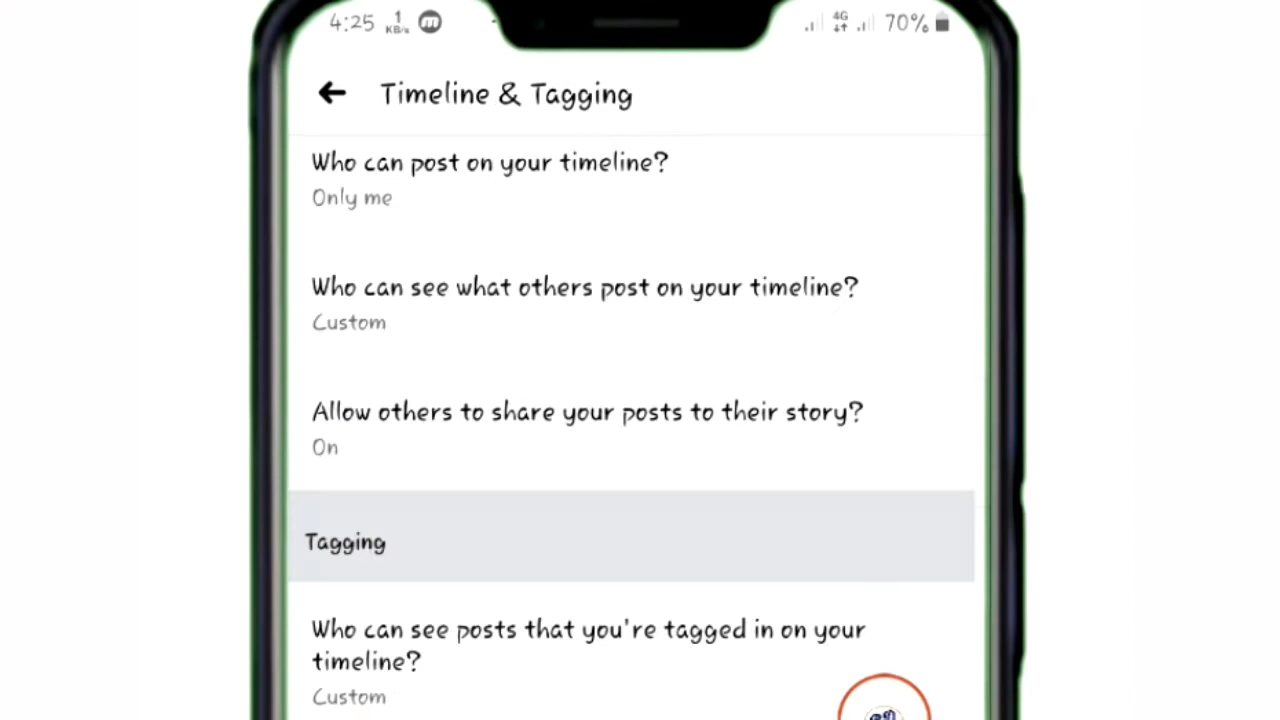 4:25 1 KB/s m 4G 70%
Timeline & Tagging
Who can post on your timeline?
Only me
Who can see what others post on your timeline?
Custom
Allow others to share your posts to their story?
On
Tagging
Who can see posts that you're tagged in on your
timeline?
Custom